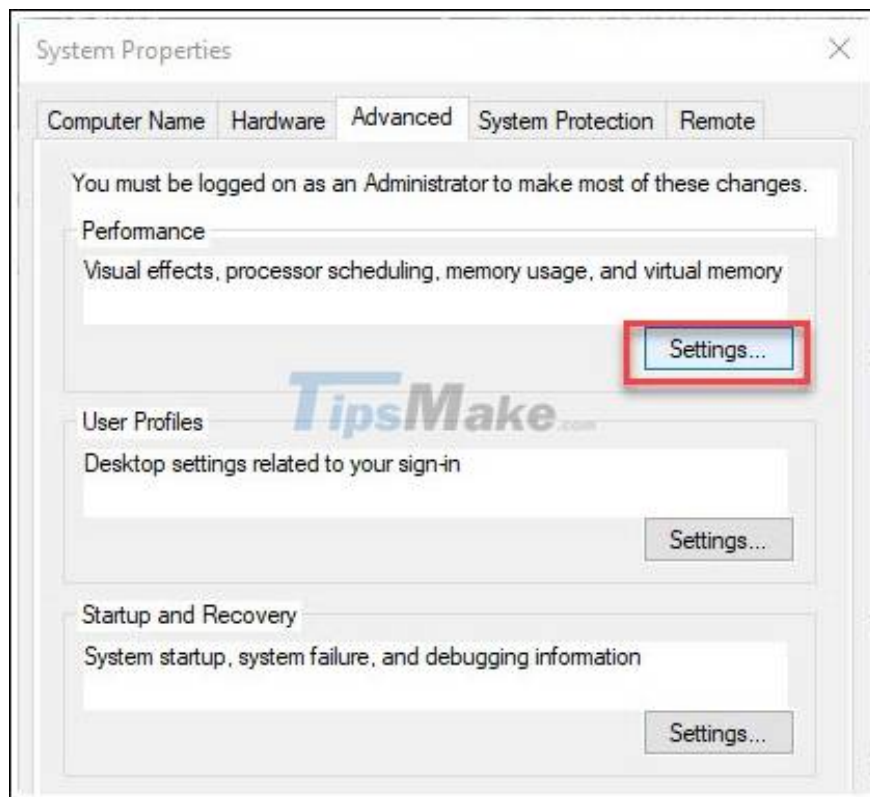 System Properties
Computer Name Hardware Advanced System Protection Remote
You must be logged on as an Administrator to make most of these changes.
Performance
Visual effects, processor scheduling, memory usage, and virtual memory
Settings...
TipsMake.com
User Profiles
Desktop settings related to your sign-in
Settings...
Startup and Recovery
System startup, system failure, and debugging information
Settings...